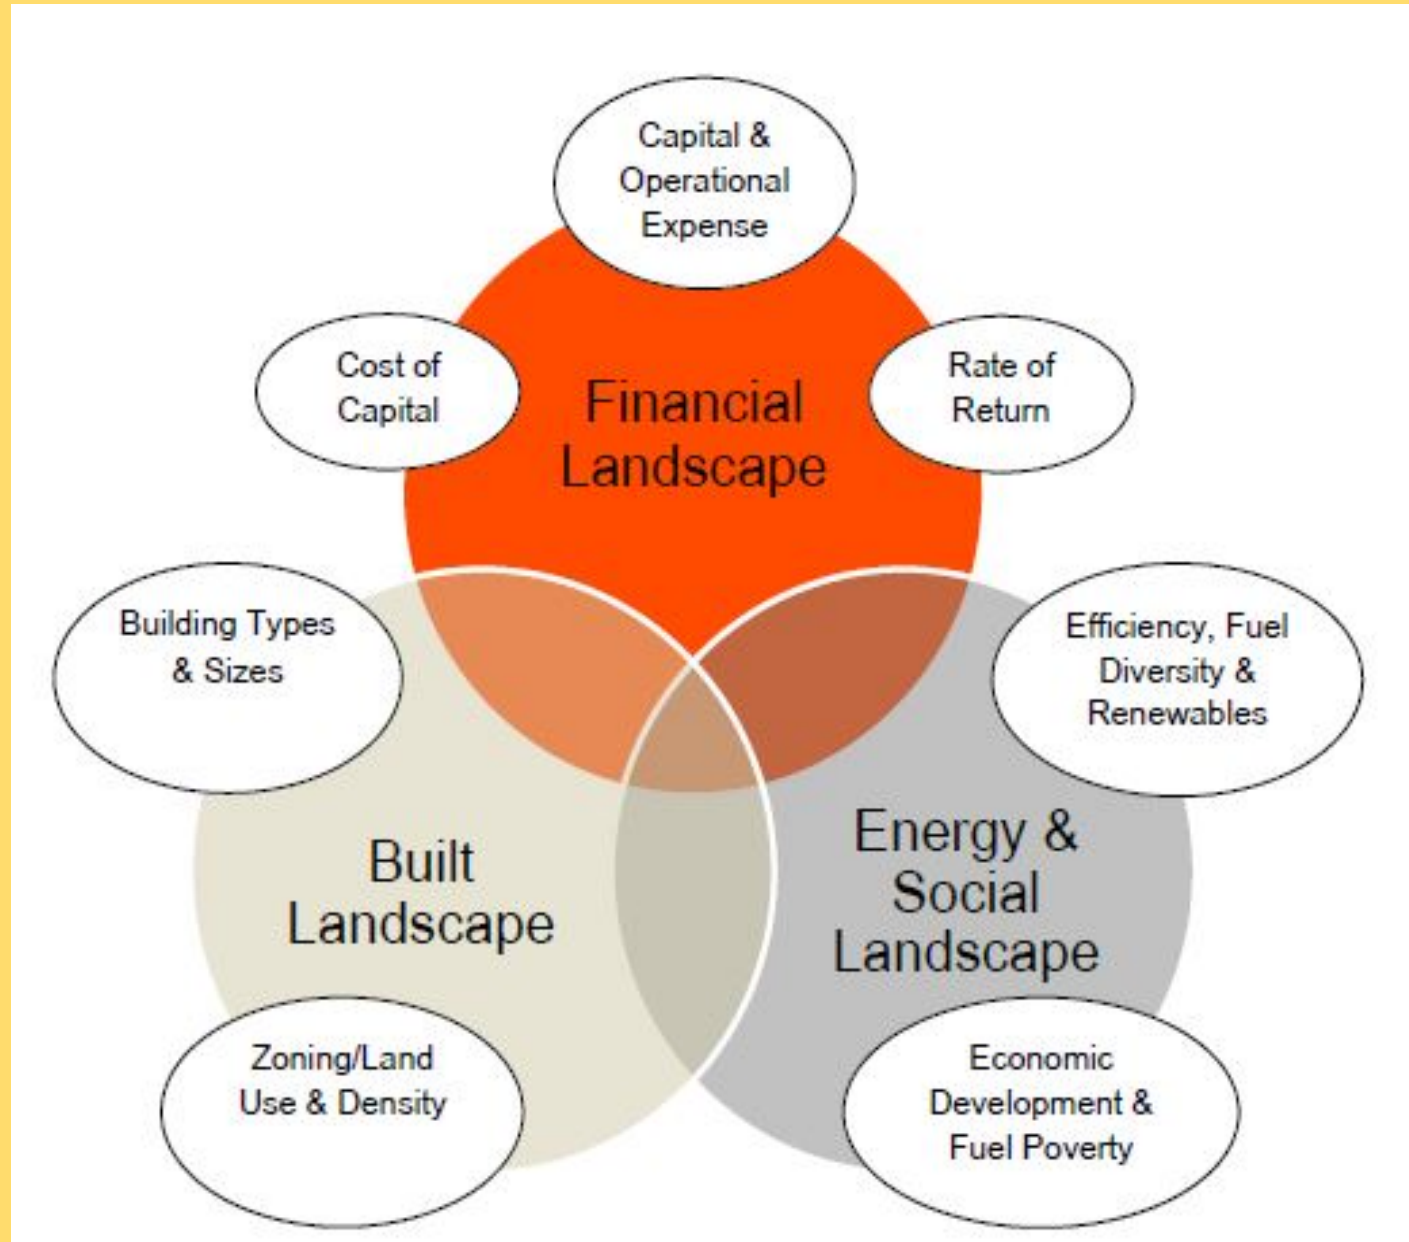 Capital &
Operational
Expense
Cost of
Capital
Rate of
Return
Financial
Landscape
Building Types
& Sizes
Efficiency, Fuel
Diversity &
Renewables
Built
Landscape
Energy &
Social
Landscape
Zoning/Land
Use & Density
Economic
Development &
Fuel Poverty